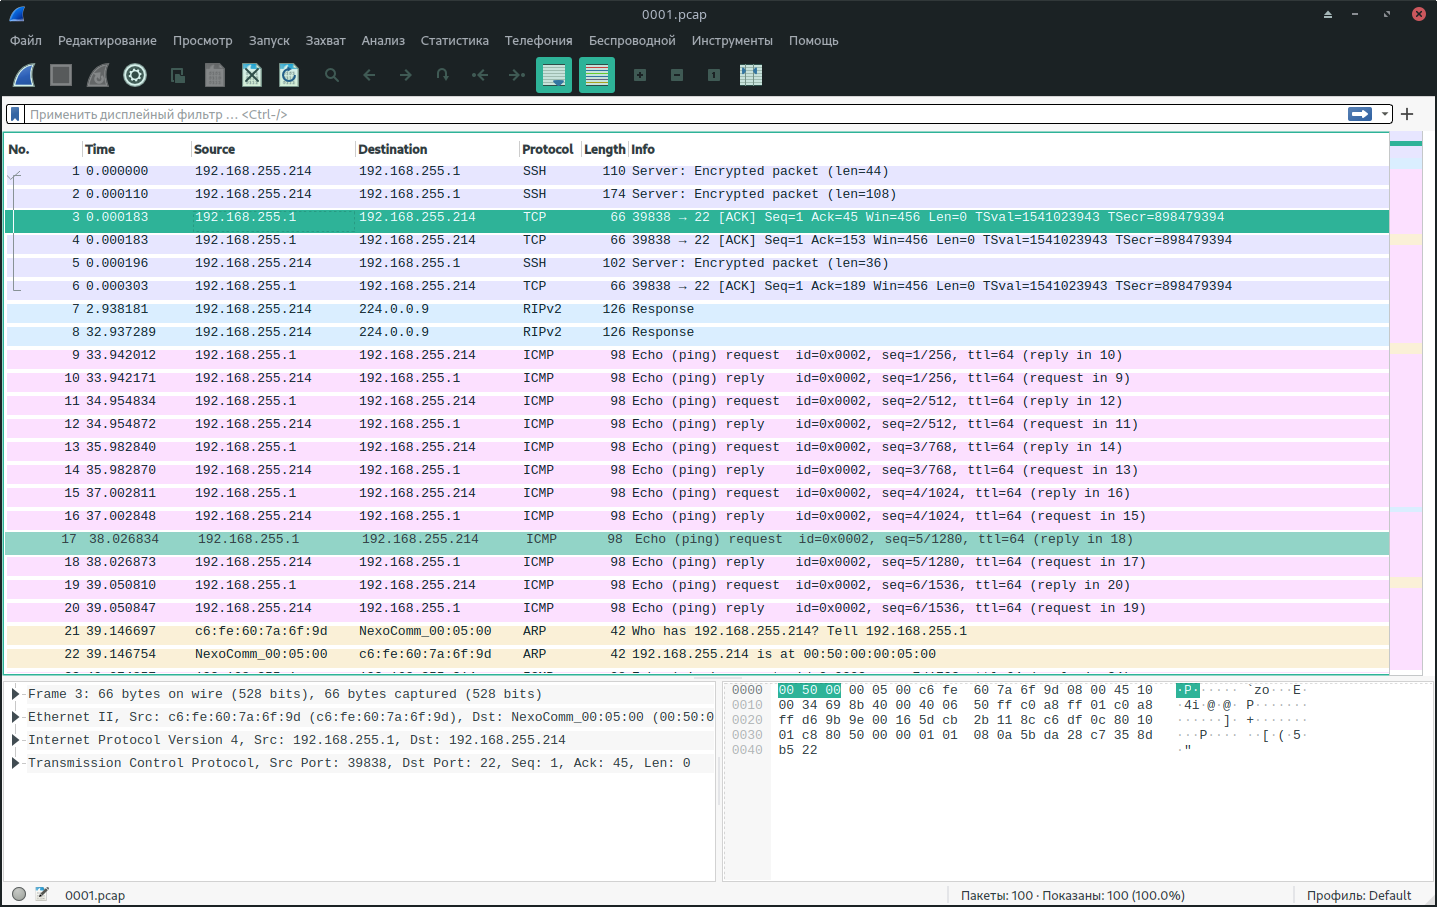 0001.pcap
Файл Редактирование Просмотр Запуск Захват Анализ Статистика Телефония Беспроводной Инструменты Помощь
Применить дисплейный фильтр … <Ctrl-/>
No. Time Source Destination Protocol Length Info
1 0.000000 192.168.255.214 192.168.255.1 SSH 110 Server: Encrypted packet (len=44)
2 0.000110 192.168.255.214 192.168.255.1 SSH 174 Server: Encrypted packet (len=108)
3 0.000183 192.168.255.1 192.168.255.214 TCP 66 39838 → 22 [ACK] Seq=1 Ack=45 Win=456 Len=0 TSval=1541023943 TSecr=898479394
4 0.000183 192.168.255.1 192.168.255.214 TCP 66 39838 → 22 [ACK] Seq=1 Ack=153 Win=456 Len=0 TSval=1541023943 TSecr=898479394
5 0.000196 192.168.255.214 192.168.255.1 SSH 102 Server: Encrypted packet (len=36)
6 0.000303 192.168.255.1 192.168.255.214 TCP 66 39838 → 22 [ACK] Seq=1 Ack=189 Win=456 Len=0 TSval=1541023943 TSecr=898479394
7 2.938181 192.168.255.214 224.0.0.9 RIPv2 126 Response
8 32.937289 192.168.255.214 224.0.0.9 RIPv2 126 Response
9 33.942012 192.168.255.1 192.168.255.214 ICMP 98 Echo (ping) request id=0x0002, seq=1/256, ttl=64 (reply in 10)
10 33.942171 192.168.255.214 192.168.255.1 ICMP 98 Echo (ping) reply id=0x0002, seq=1/256, ttl=64 (request in 9)
11 34.954834 192.168.255.1 192.168.255.214 ICMP 98 Echo (ping) request id=0x0002, seq=2/512, ttl=64 (reply in 12)
12 34.954872 192.168.255.214 192.168.255.1 ICMP 98 Echo (ping) reply id=0x0002, seq=2/512, ttl=64 (request in 11)
13 35.982840 192.168.255.1 192.168.255.214 ICMP 98 Echo (ping) request id=0x0002, seq=3/768, ttl=64 (reply in 14)
14 35.982870 192.168.255.214 192.168.255.1 ICMP 98 Echo (ping) reply id=0x0002, seq=3/768, ttl=64 (request in 13)
15 37.002811 192.168.255.1 192.168.255.214 ICMP 98 Echo (ping) request id=0x0002, seq=4/1024, ttl=64 (reply in 16)
16 37.002848 192.168.255.214 192.168.255.1 ICMP 98 Echo (ping) reply id=0x0002, seq=4/1024, ttl=64 (request in 15)
17 38.026834 192.168.255.1 192.168.255.214 ICMP 98 Echo (ping) request id=0x0002, seq=5/1280, ttl=64 (reply in 18)
18 38.026873 192.168.255.214 192.168.255.1 ICMP 98 Echo (ping) reply id=0x0002, seq=5/1280, ttl=64 (request in 17)
19 39.050810 192.168.255.1 192.168.255.214 ICMP 98 Echo (ping) request id=0x0002, seq=6/1536, ttl=64 (reply in 20)
20 39.050847 192.168.255.214 192.168.255.1 ICMP 98 Echo (ping) reply id=0x0002, seq=6/1536, ttl=64 (request in 19)
21 39.146697 c6:fe:60:7a:6f:9d NexoComm_00:05:00 ARP 42 Who has 192.168.255.214? Tell 192.168.255.1
22 39.146754 NexoComm_00:05:00 c6:fe:60:7a:6f:9d ARP 42 192.168.255.214 is at 00:50:00:00:05:00
Frame 3: 66 bytes on wire (528 bits), 66 bytes captured (528 bits)
Ethernet II, Src: c6:fe:60:7a:6f:9d (c6:fe:60:7a:6f:9d), Dst: NexoComm_00:05:00 (00:50:0
Internet Protocol Version 4, Src: 192.168.255.1, Dst: 192.168.255.214
Transmission Control Protocol, Src Port: 39838, Dst Port: 22, Seq: 1, Ack: 45, Len: 0
0000 00 50 00 00 05 00 c6 fe 60 7a 6f 9d 08 00 45 10 ·P······ `zo···E·
0010 00 34 69 8b 40 00 40 06 50 ff c0 a8 ff 01 c0 a8 ·4i·@·@· P·······
0020 ff d6 9b 9e 00 16 5d cb 2b 11 8c c6 df 0c 80 10 ······]· +·······
0030 01 c8 80 50 00 00 01 01 08 0a 5b da 28 c7 35 8d ···P···· ··[·(·5·
0040 b5 22 ·"
0001.pcap Пакеты: 100 · Показаны: 100 (100.0%) Профиль: Default